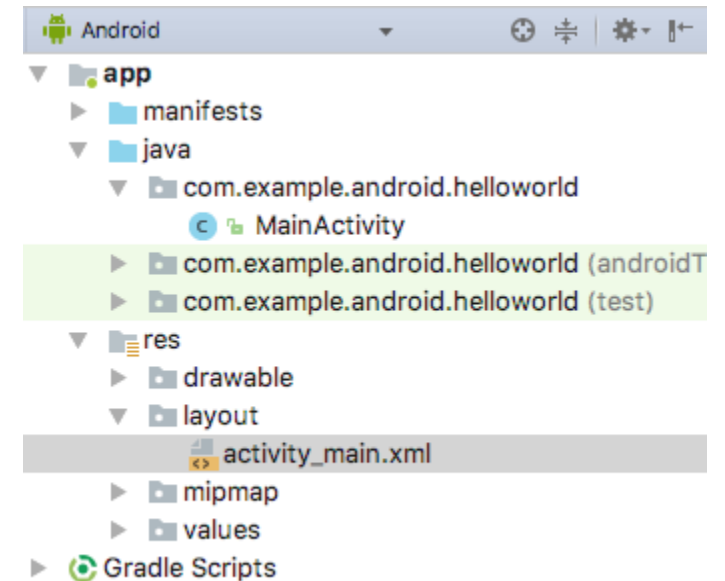 Android
app
manifests
java
com.example.android.helloworld
C MainActivity
com.example.android.helloworld (androidT
com.example.android.helloworld (test)
res
drawable
layout
activity_main.xml
mipmap
values
Gradle Scripts